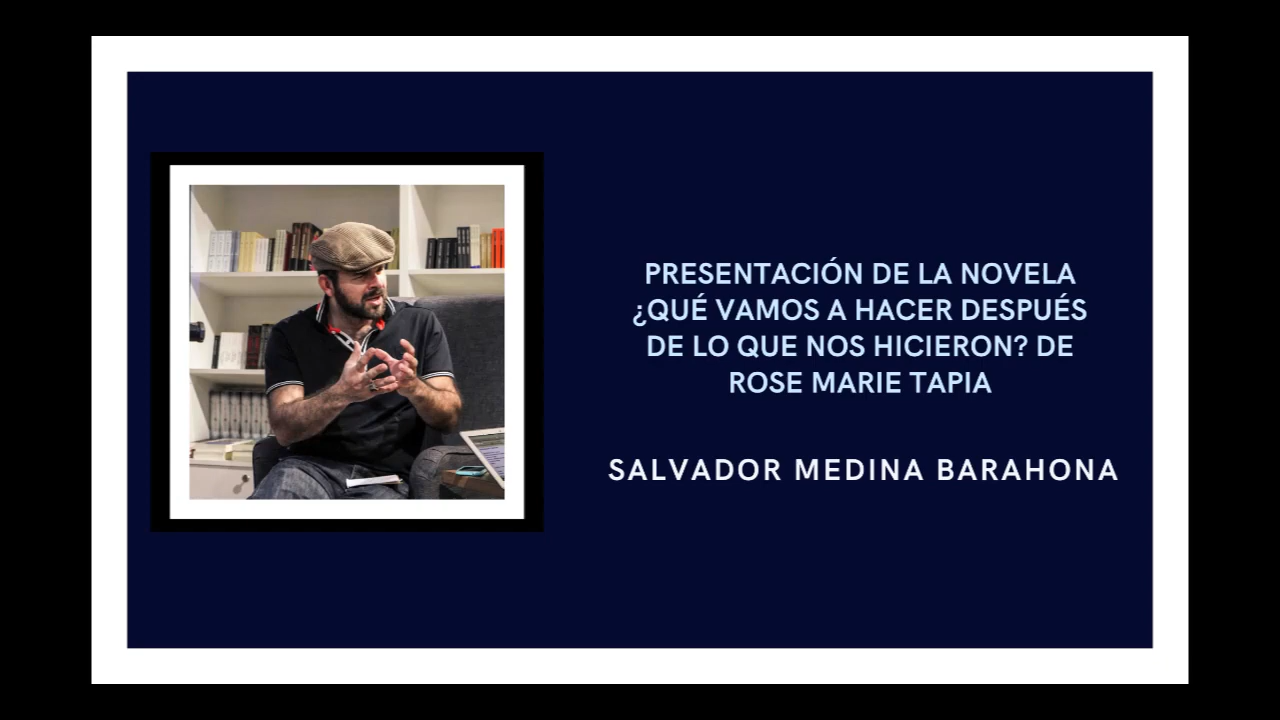 PRESENTACIÓN DE LA NOVELA
¿QUÉ VAMOS A HACER DESPUÉS
DE LO QUE NOS HICIERON? DE
ROSE MARIE TAPIA
SALVADOR MEDINA BARAHONA